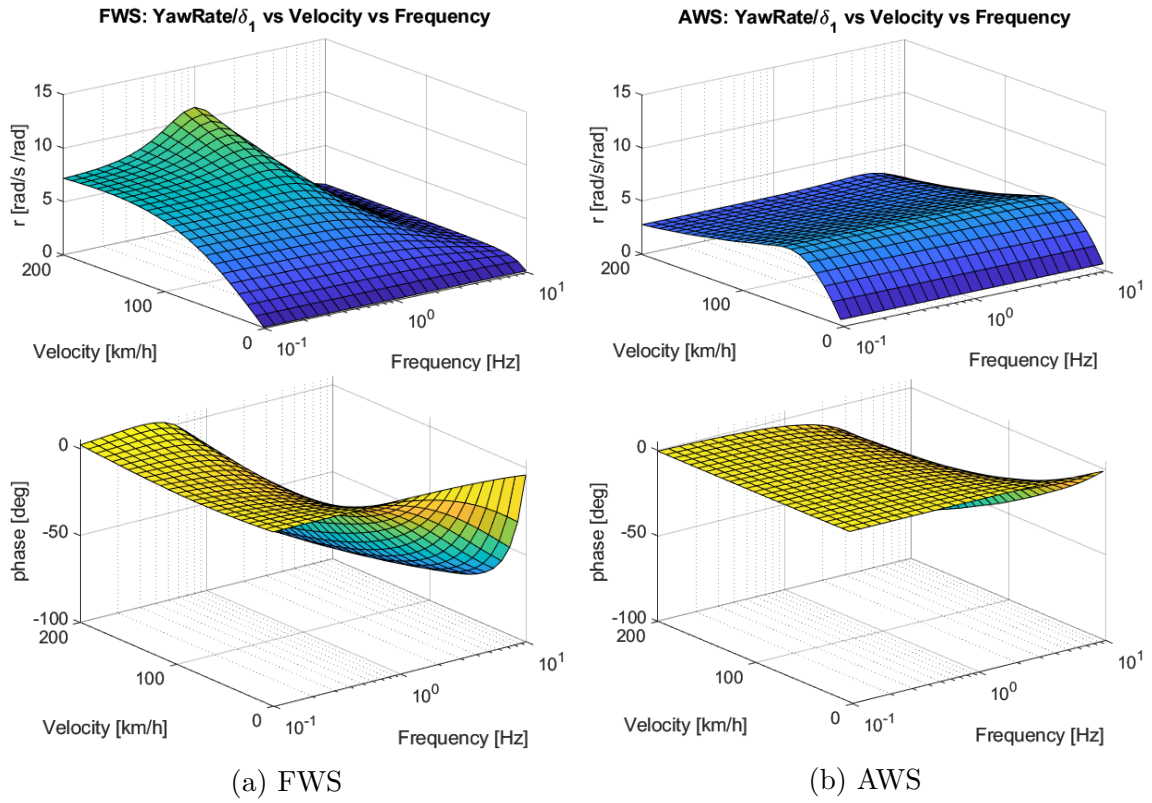 FWS: YawRate/δ₁ vs Velocity vs Frequency
15
10
5
0
r [rad/s /rad]
200
100
0
Velocity [km/h]
10⁻¹
10⁰
10¹
Frequency [Hz]
AWS: YawRate/δ₁ vs Velocity vs Frequency
15
10
5
0
r [rad/s/rad]
200
100
0
Velocity [km/h]
10⁻¹
10⁰
10¹
Frequency [Hz]
0
-50
-100
phase [deg]
200
100
0
Velocity [km/h]
10⁻¹
10⁰
10¹
Frequency [Hz]
0
-50
-100
phase [deg]
200
100
0
Velocity [km/h]
10⁻¹
10⁰
10¹
Frequency [Hz]
(a) FWS
(b) AWS